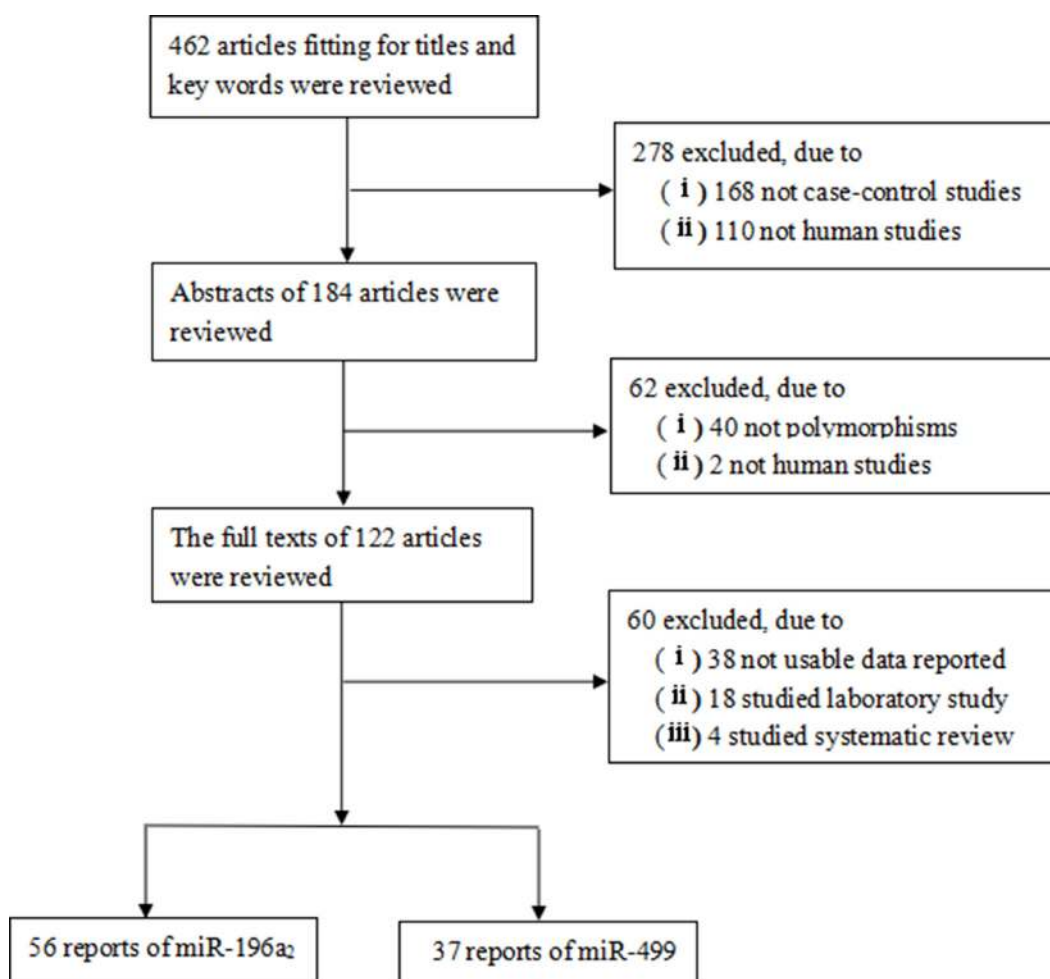 462 articles fitting for titles and
key words were reviewed
278 excluded, due to
( i ) 168 not case-control studies
( ii ) 110 not human studies
Abstracts of 184 articles were
reviewed
62 excluded, due to
( i ) 40 not polymorphisms
( ii ) 2 not human studies
The full texts of 122 articles
were reviewed
60 excluded, due to
( i ) 38 not usable data reported
( ii ) 18 studied laboratory study
( iii ) 4 studied systematic review
56 reports of miR-196a₂
37 reports of miR-499